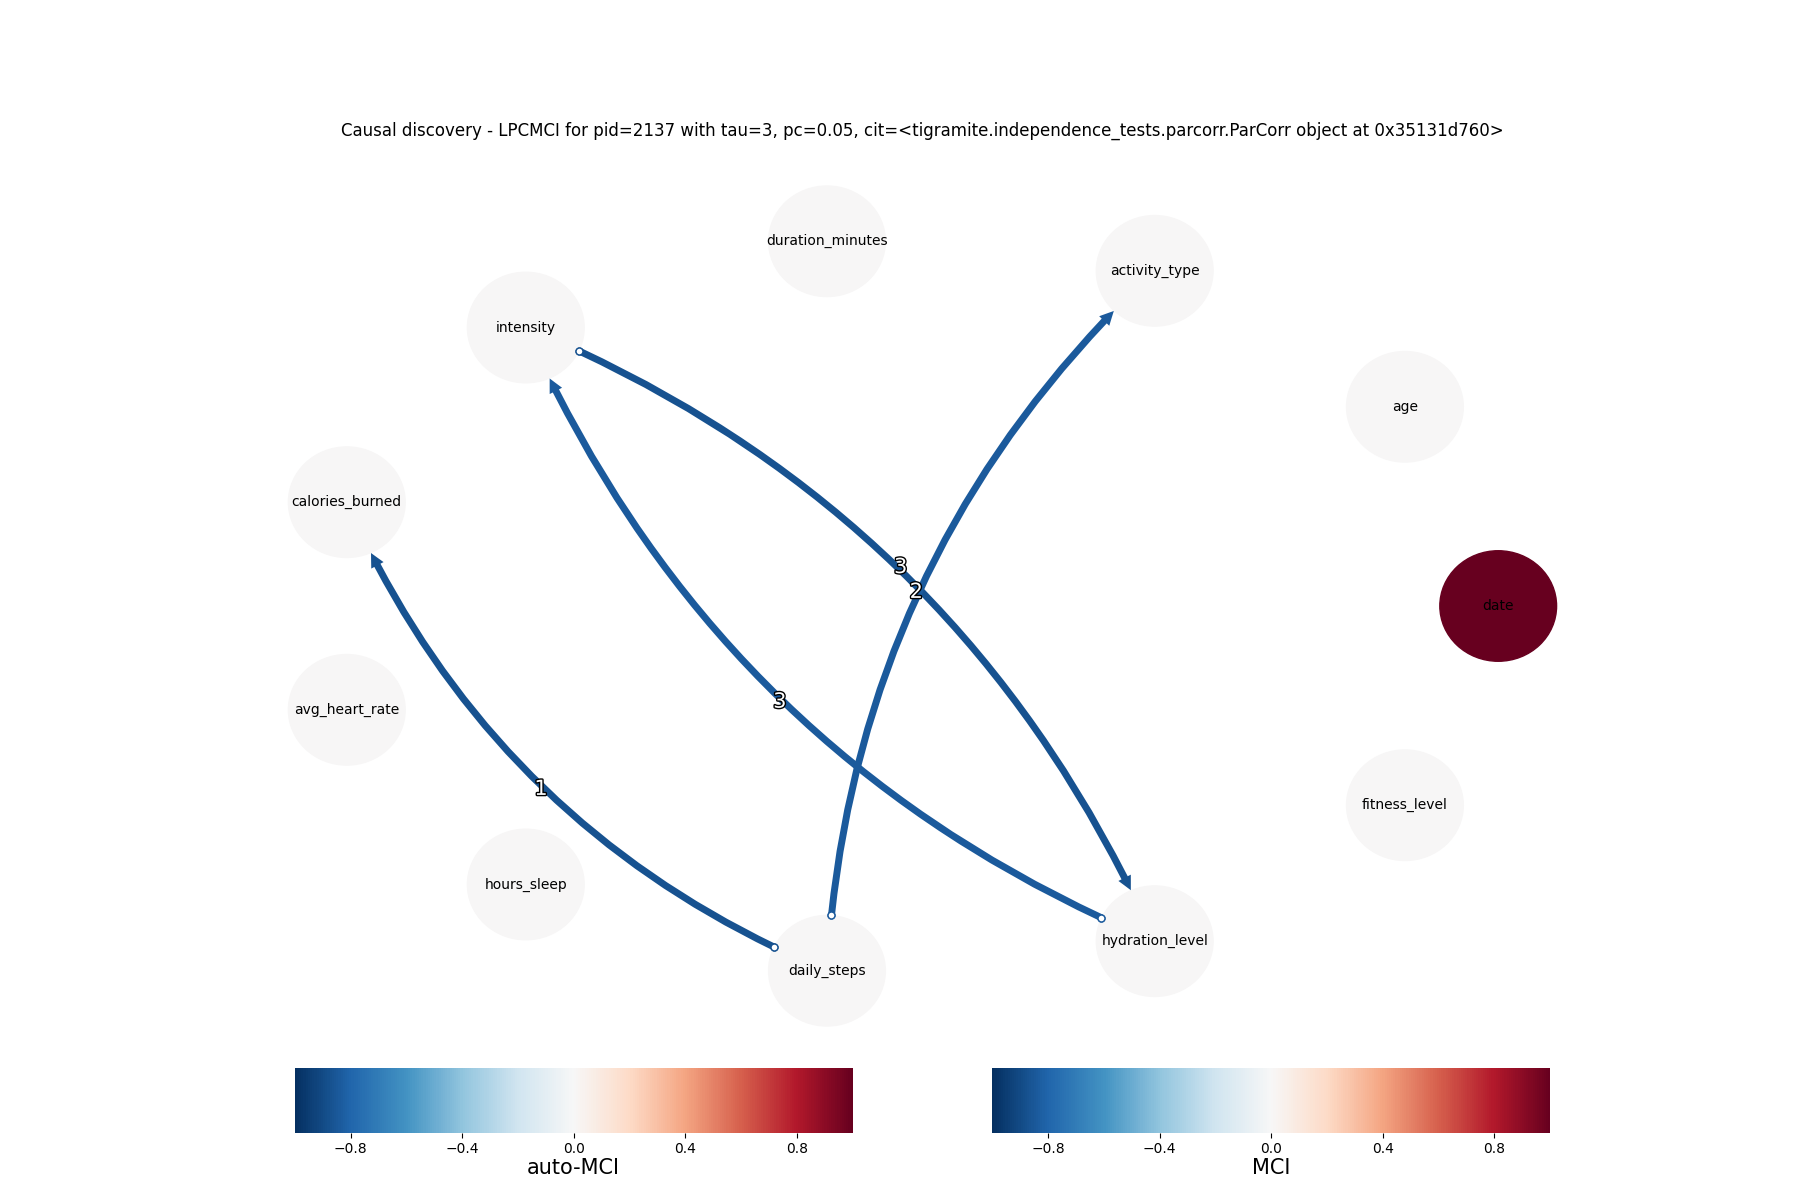 Causal discovery - LPCMCI for pid=2137 with tau=3, pc=0.05, cit=<tigramite.independence_tests.parcorr.ParCorr object at 0x35131d760>
duration_minutes
activity_type
intensity
age
calories_burned
3
2
date
3
avg_heart_rate
1
fitness_level
hours_sleep
hydration_level
daily_steps
−0.8 −0.4 0.0 0.4 0.8
auto-MCI
−0.8 −0.4 0.0 0.4 0.8
MCI